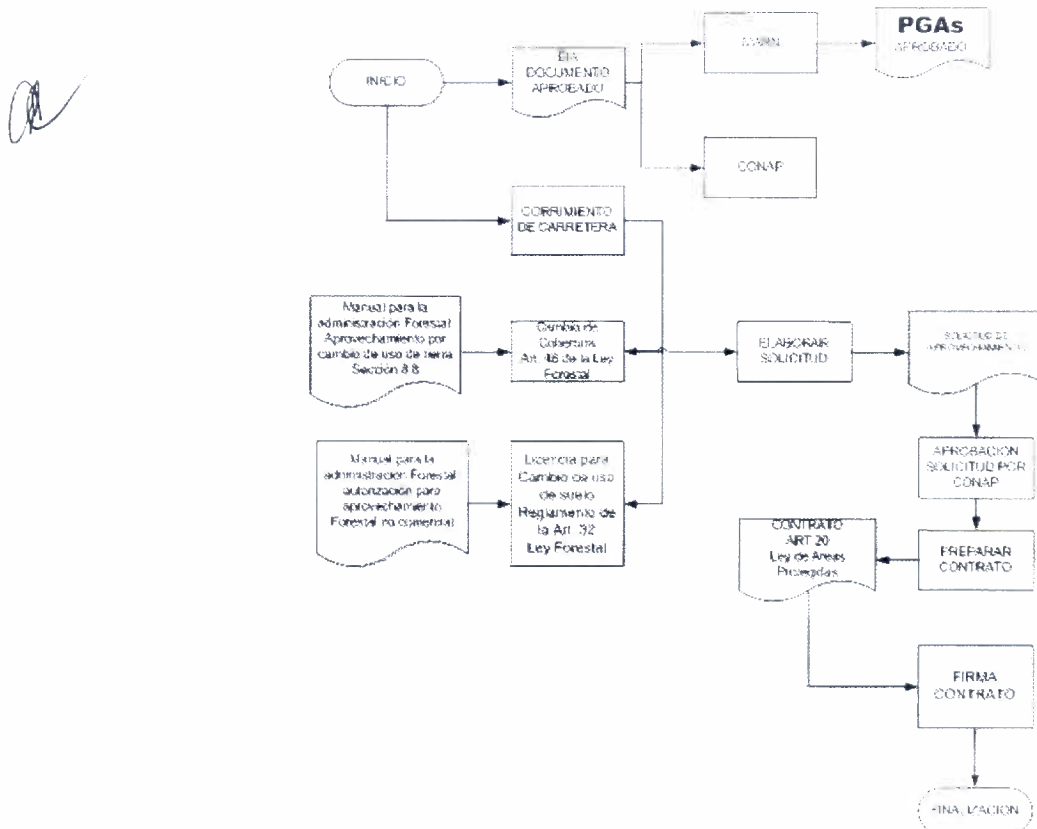 INICIO
EIA
DOCUMENTO
APROBADO
MARN
PGAs
APROBADO
CONAP
CORRIMIENTO
DE CARRETERA
Manual para la
administración Forestal
Aprovechamiento por
cambio de uso de tierra
Sección 8.8
Cambio de
Cobertura
Art. 46 de la Ley
Forestal
ELABORAR
SOLICITUD
SOLICITUD DE
APROVECHAMIENTO
Manual para la
administración Forestal
autorización para
aprovechamiento
Forestal no comercial
Licencia para
Cambio de uso
de suelo
Reglamento de
la Art. 32
Ley Forestal
APROBACION
SOLICITUD POR
CONAP
CONTRATO
ART 20
Ley de Areas
Protegidas
PREPARAR
CONTRATO
FIRMA
CONTRATO
FINALIZACION